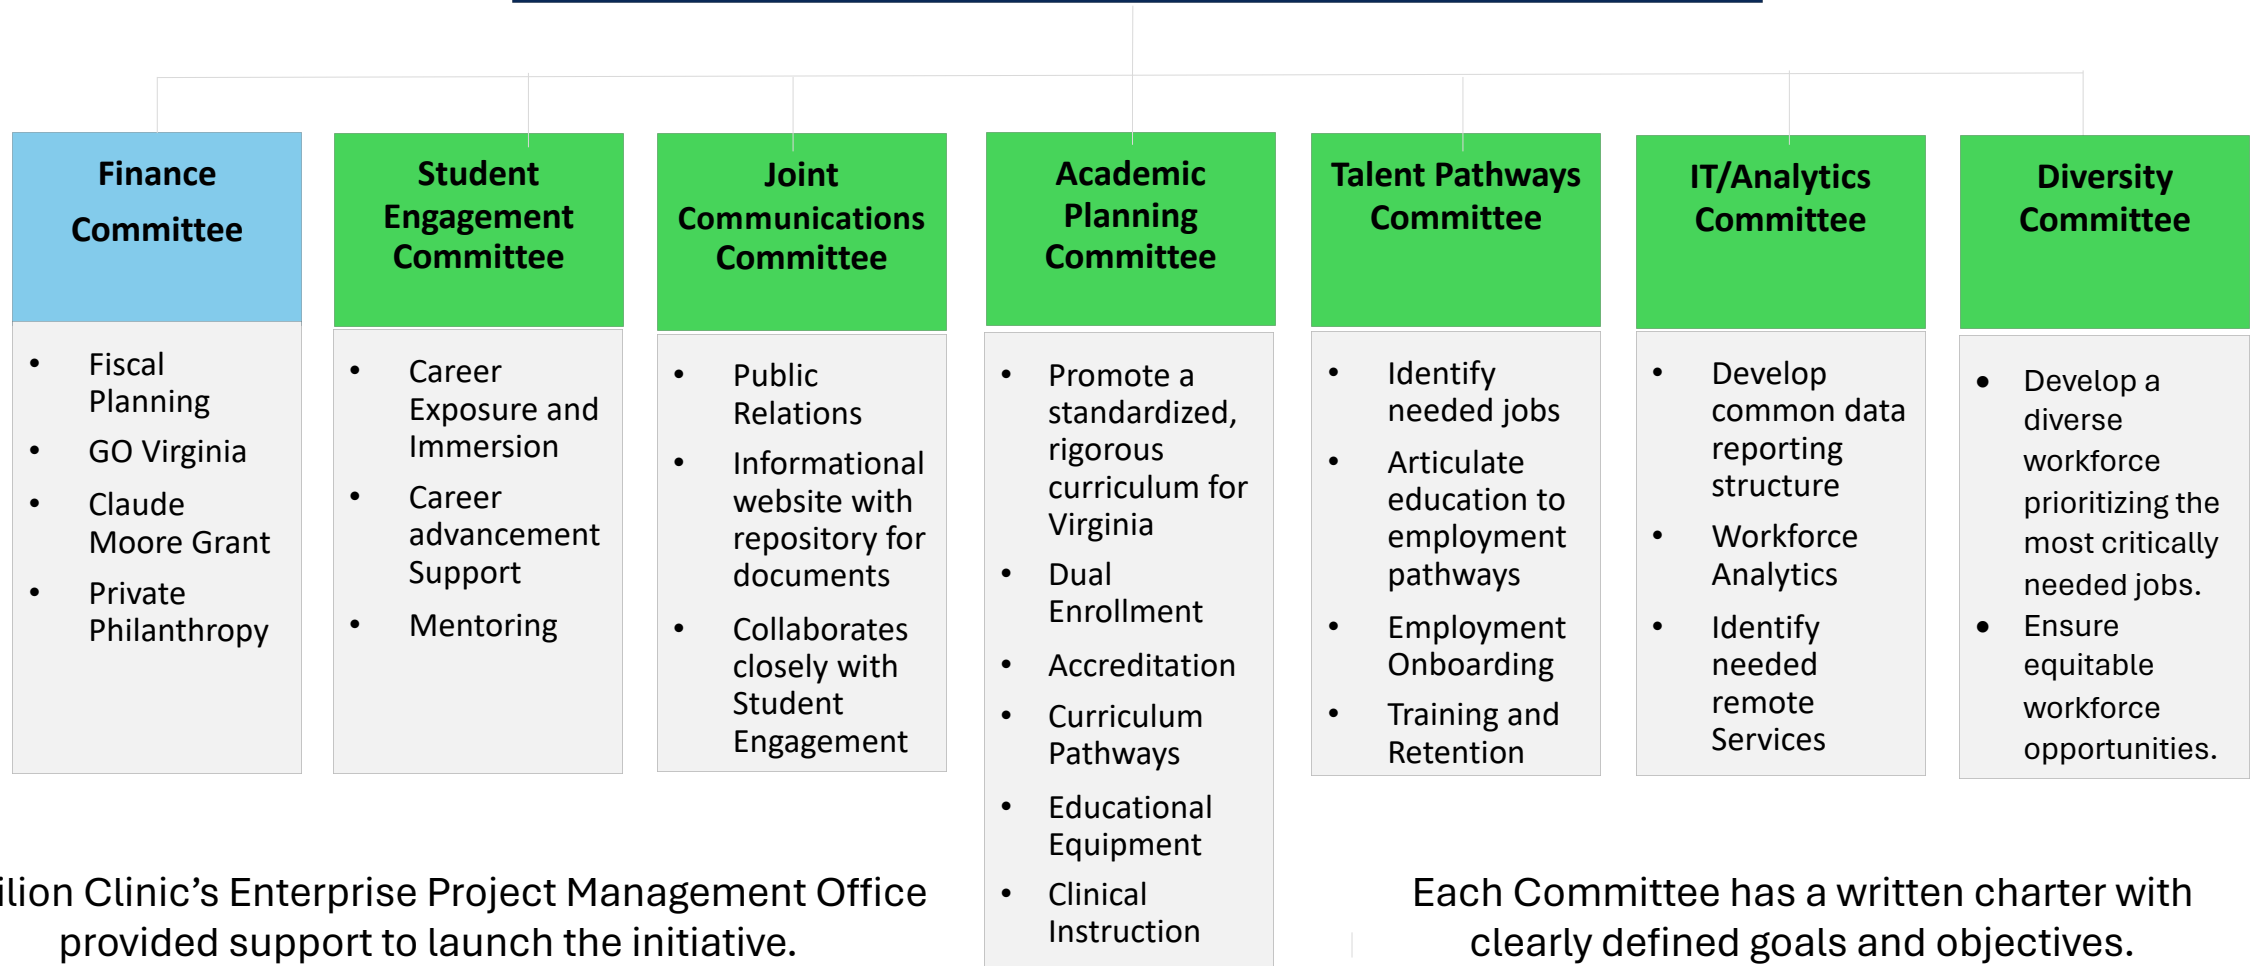 Finance
Committee
• Fiscal
Planning
• GO Virginia
• Claude
Moore Grant
• Private
Philanthropy
Student
Engagement
Committee
• Career
Exposure and
Immersion
• Career
advancement
Support
• Mentoring
Joint
Communications
Committee
• Public
Relations
• Informational
website with
repository for
documents
• Collaborates
closely with
Student
Engagement
Academic
Planning
Committee
• Promote a
standardized,
rigorous
curriculum for
Virginia
• Dual
Enrollment
• Accreditation
• Curriculum
Pathways
• Educational
Equipment
• Clinical
Instruction
Talent Pathways
Committee
• Identify
needed jobs
• Articulate
education to
employment
pathways
• Employment
Onboarding
• Training and
Retention
IT/Analytics
Committee
• Develop
common data
reporting
structure
• Workforce
Analytics
• Identify
needed
remote
Services
Diversity
Committee
• Develop a
diverse
workforce
prioritizing the
most critically
needed jobs.
• Ensure
equitable
workforce
opportunities.
ilion Clinic’s Enterprise Project Management Office
provided support to launch the initiative.
Each Committee has a written charter with
clearly defined goals and objectives.